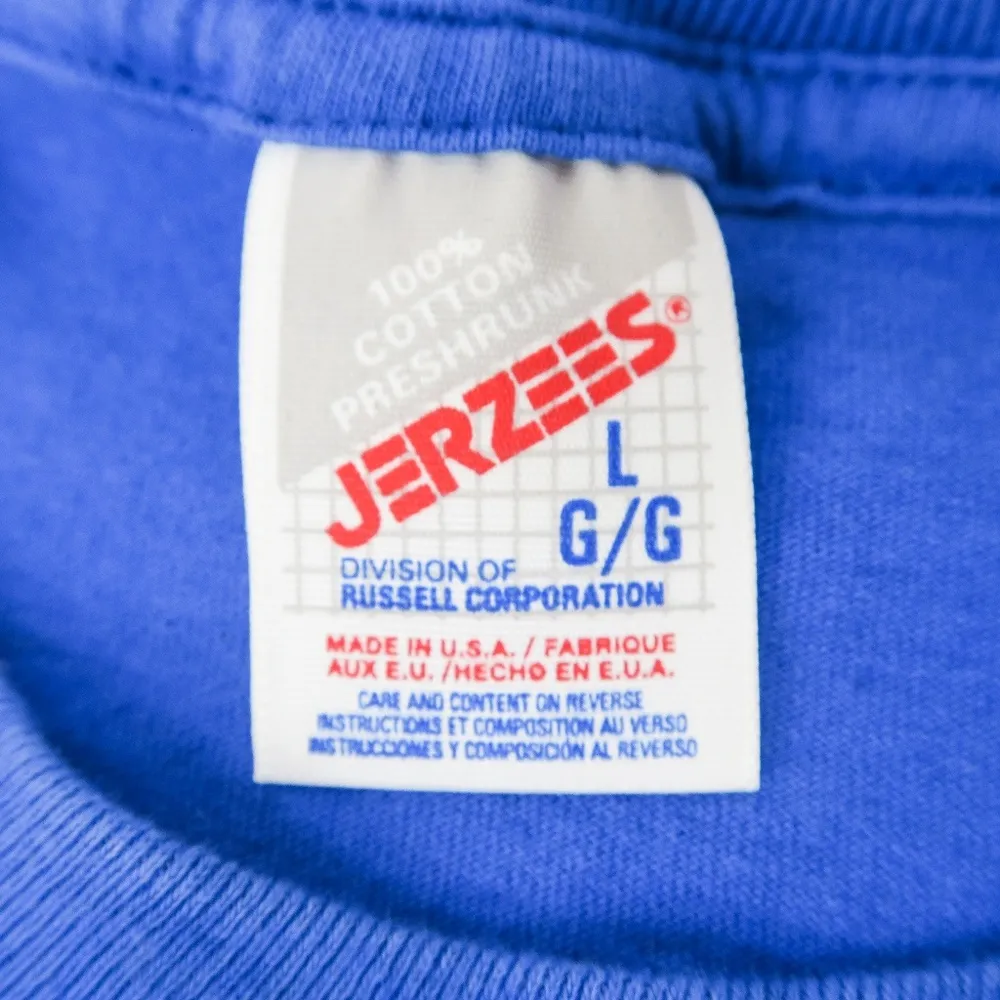 100%
COTTON
PRESHRUNK
JERZEES®
L
G/G
DIVISION OF
RUSSELL CORPORATION
MADE IN U.S.A. / FABRIQUE
AUX E.U. /HECHO EN E.U.A.
CARE AND CONTENT ON REVERSE
INSTRUCTIONS ET COMPOSITION AU VERSO
INSTRUCCIONES Y COMPOSICIÓN AL REVERSO